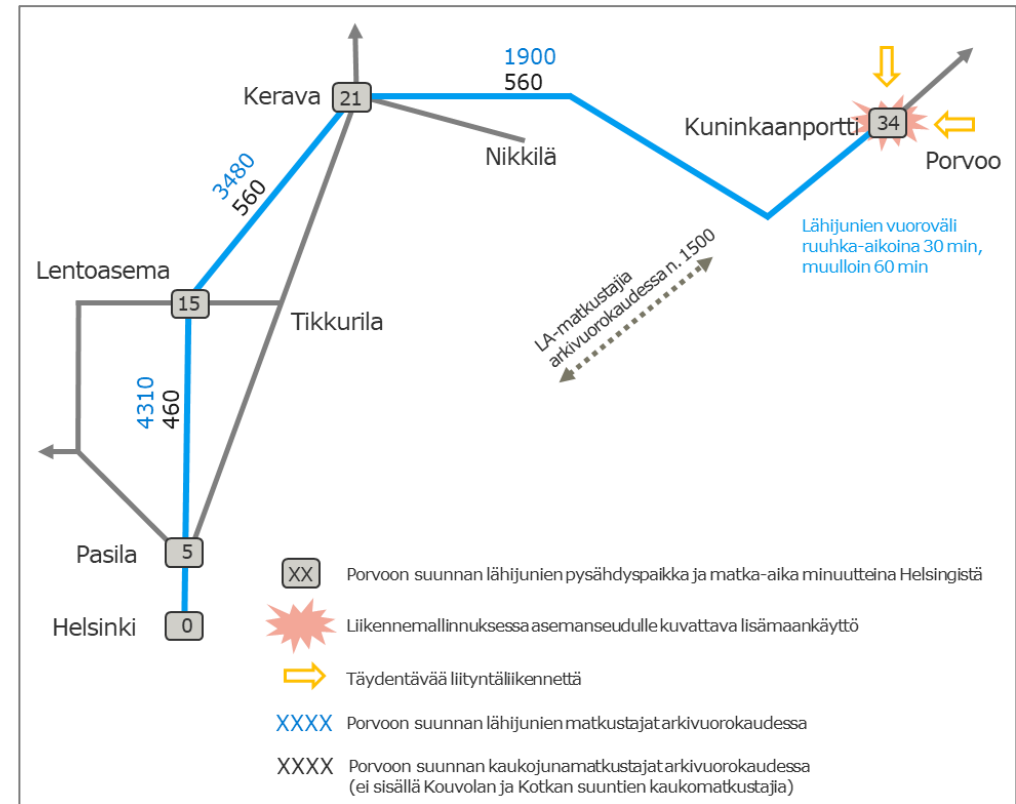 1900
560
Kerava
21
Kuninkaanportti
34
Nikkilä
Porvoo
3480
560
Lähijunien vuoroväli
ruuhka-aikoina 30 min,
muulloin 60 min
LA-matkustajia
arkivuorokaudessa n. 1500
Lentoasema
15
Tikkurila
4310
460
Pasila
5
Helsinki
0
XX Porvoon suunnan lähijunien pysähdyspaikka ja matka-aika minuutteina Helsingistä
Liikennemallinnuksessa asemanseudulle kuvattava lisämaankäyttö
Täydentävää liityntäliikennettä
XXXX Porvoon suunnan lähijunien matkustajat arkivuorokaudessa
XXXX Porvoon suunnan kaukojunamatkustajat arkivuorokaudessa
(ei sisällä Kouvolan ja Kotkan suuntien kaukomatkustajia)